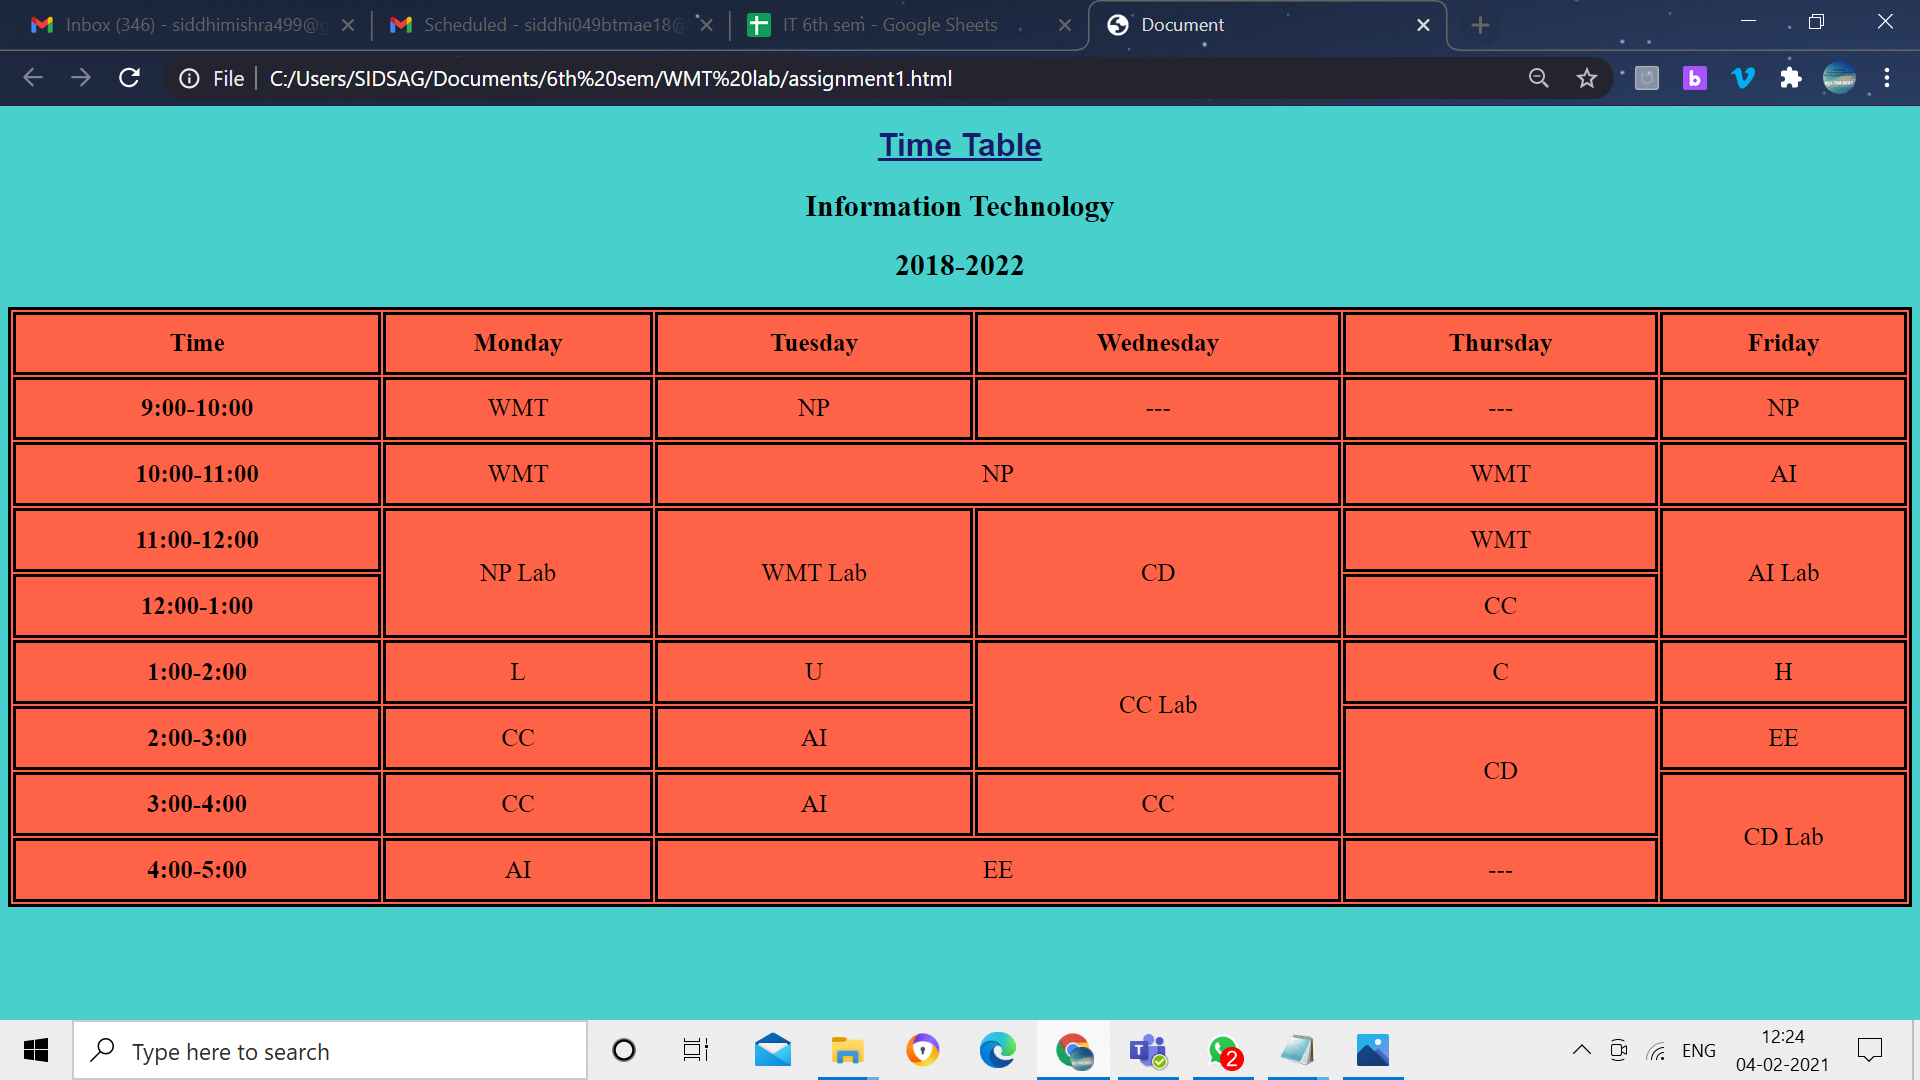 Inbox (346) - siddhimishra499@g
Scheduled - siddhi049btmae18@
IT 6th sem - Google Sheets
Document
File
C:/Users/SIDSAG/Documents/6th%20sem/WMT%20lab/assignment1.html
b
Time Table
Information Technology
2018-2022
Time Monday Tuesday Wednesday Thursday Friday
9:00-10:00 WMT NP --- --- NP
10:00-11:00 WMT NP WMT AI
11:00-12:00 NP Lab WMT Lab CD WMT AI Lab
12:00-1:00 CC
1:00-2:00 L U CC Lab C H
2:00-3:00 CC AI CD EE
3:00-4:00 CC AI CC CD Lab
4:00-5:00 AI EE ---
Type here to search
2
ENG
12:24
04-02-2021